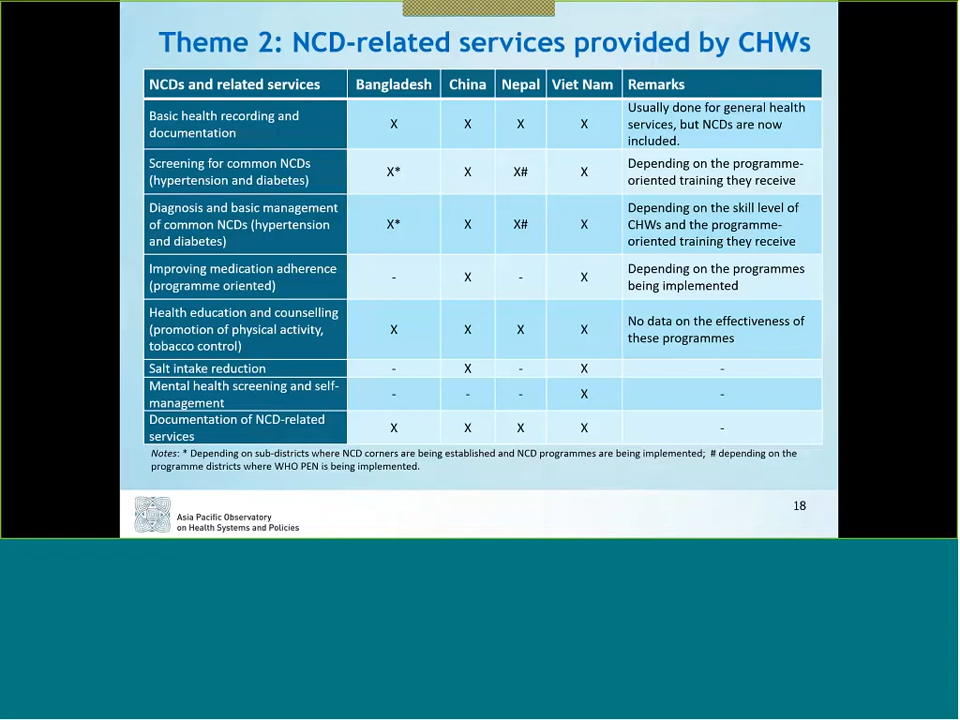 Theme 2: NCD-related services provided by CHWs
NCDs and related services Bangladesh China Nepal Viet Nam Remarks
Basic health recording and
documentation
X X X X
Usually done for general health
services, but NCDs are now
included.
Screening for common NCDs
(hypertension and diabetes)
X* X X# X
Depending on the programme-
oriented training they receive
Diagnosis and basic management
of common NCDs (hypertension
and diabetes)
X* X X# X
Depending on the skill level of
CHWs and the programme-
oriented training they receive
Improving medication adherence
(programme oriented)
- X - X
Depending on the programmes
being implemented
Health education and counselling
(promotion of physical activity,
tobacco control)
X X X X
No data on the effectiveness of
these programmes
Salt intake reduction - X - X -
Mental health screening and self-
management
- - - X -
Documentation of NCD-related
services
X X X X -
Notes: * Depending on sub-districts where NCD corners are being established and NCD programmes are being implemented; # depending on the
programme districts where WHO PEN is being implemented.
18
Asia Pacific Observatory
on Health Systems and Policies